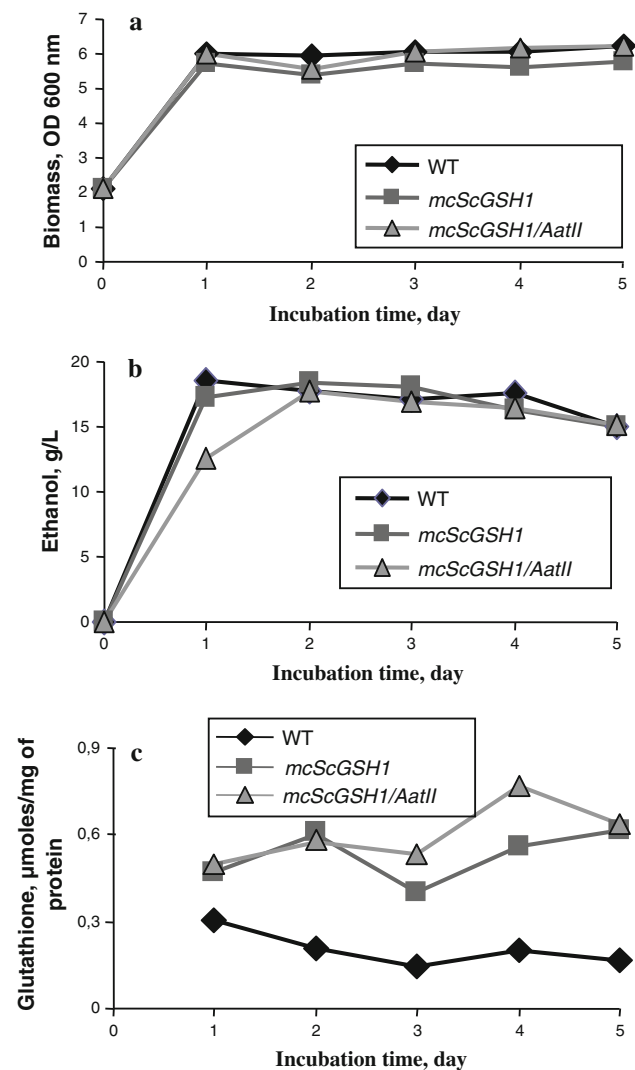 a
7
6
5
4
3
2
1
0
Biomass, OD 600 nm
WT
mcScGSH1
mcScGSH1/AatII
0 1 2 3 4 5
Incubation time, day
b
20
15
10
5
0
Ethanol, g/L
WT
mcScGSH1
mcScGSH1/AatII
0 1 2 3 4 5
Incubation time, day
c
0,9
0,6
0,3
0
Glutathione, µmoles/mg of
protein
WT
mcScGSH1
mcScGSH1/AatII
0 1 2 3 4 5
Incubation time, day